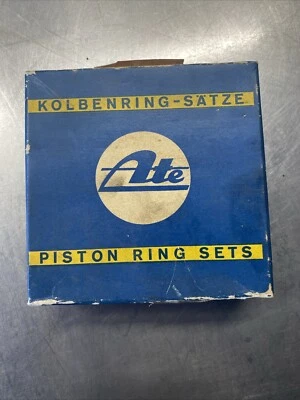 KOLBENRING-SÄTZE
Ate
PISTON RING SETS